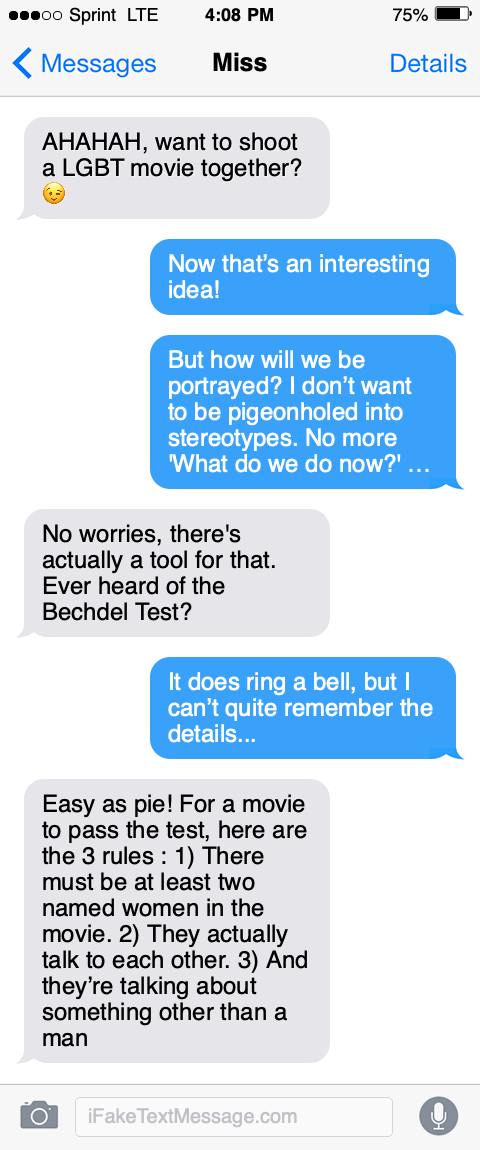 Sprint LTE 4:08 PM 75%
Messages Miss Details
AHAHAH, want to shoot
a LGBT movie together?
😉
Now that’s an interesting
idea!
But how will we be
portrayed? I don’t want
to be pigeonholed into
stereotypes. No more
'What do we do now?' ...
No worries, there's
actually a tool for that.
Ever heard of the
Bechdel Test?
It does ring a bell, but I
can’t quite remember the
details...
Easy as pie! For a movie
to pass the test, here are
the 3 rules : 1) There
must be at least two
named women in the
movie. 2) They actually
talk to each other. 3) And
they’re talking about
something other than a
man
iFakeTextMessage.com